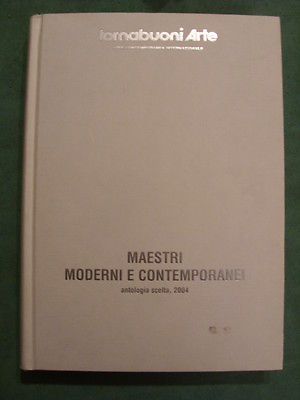 Tornabuoni Arte
MAESTRI
MODERNI E CONTEMPORANEI
antologia scelta, 2004